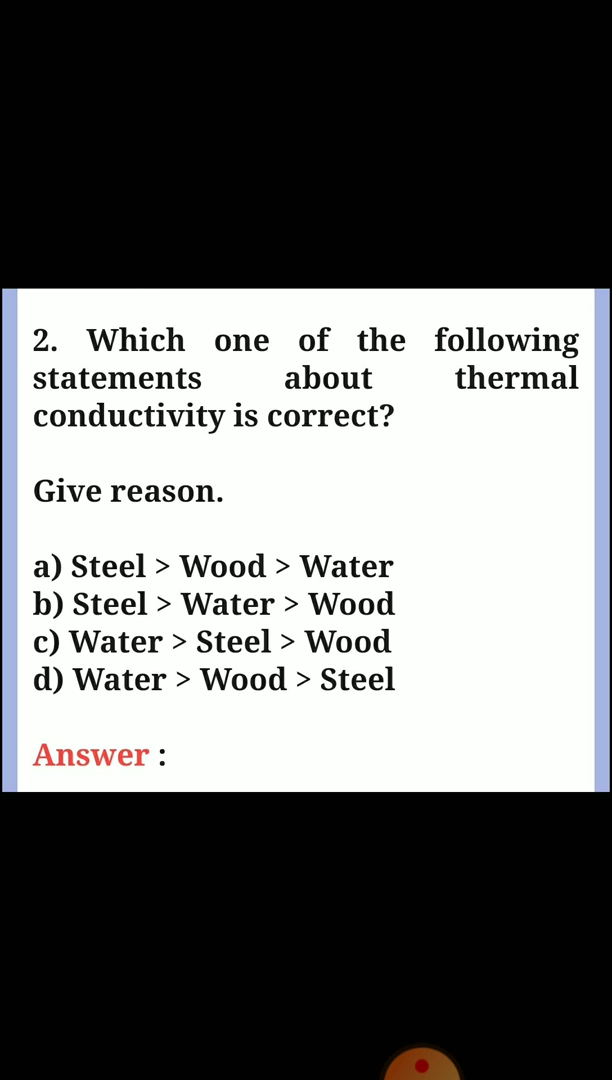 2. Which one of the following
statements about thermal
conductivity is correct?
Give reason.
a) Steel > Wood > Water
b) Steel > Water > Wood
c) Water > Steel > Wood
d) Water > Wood > Steel
Answer :